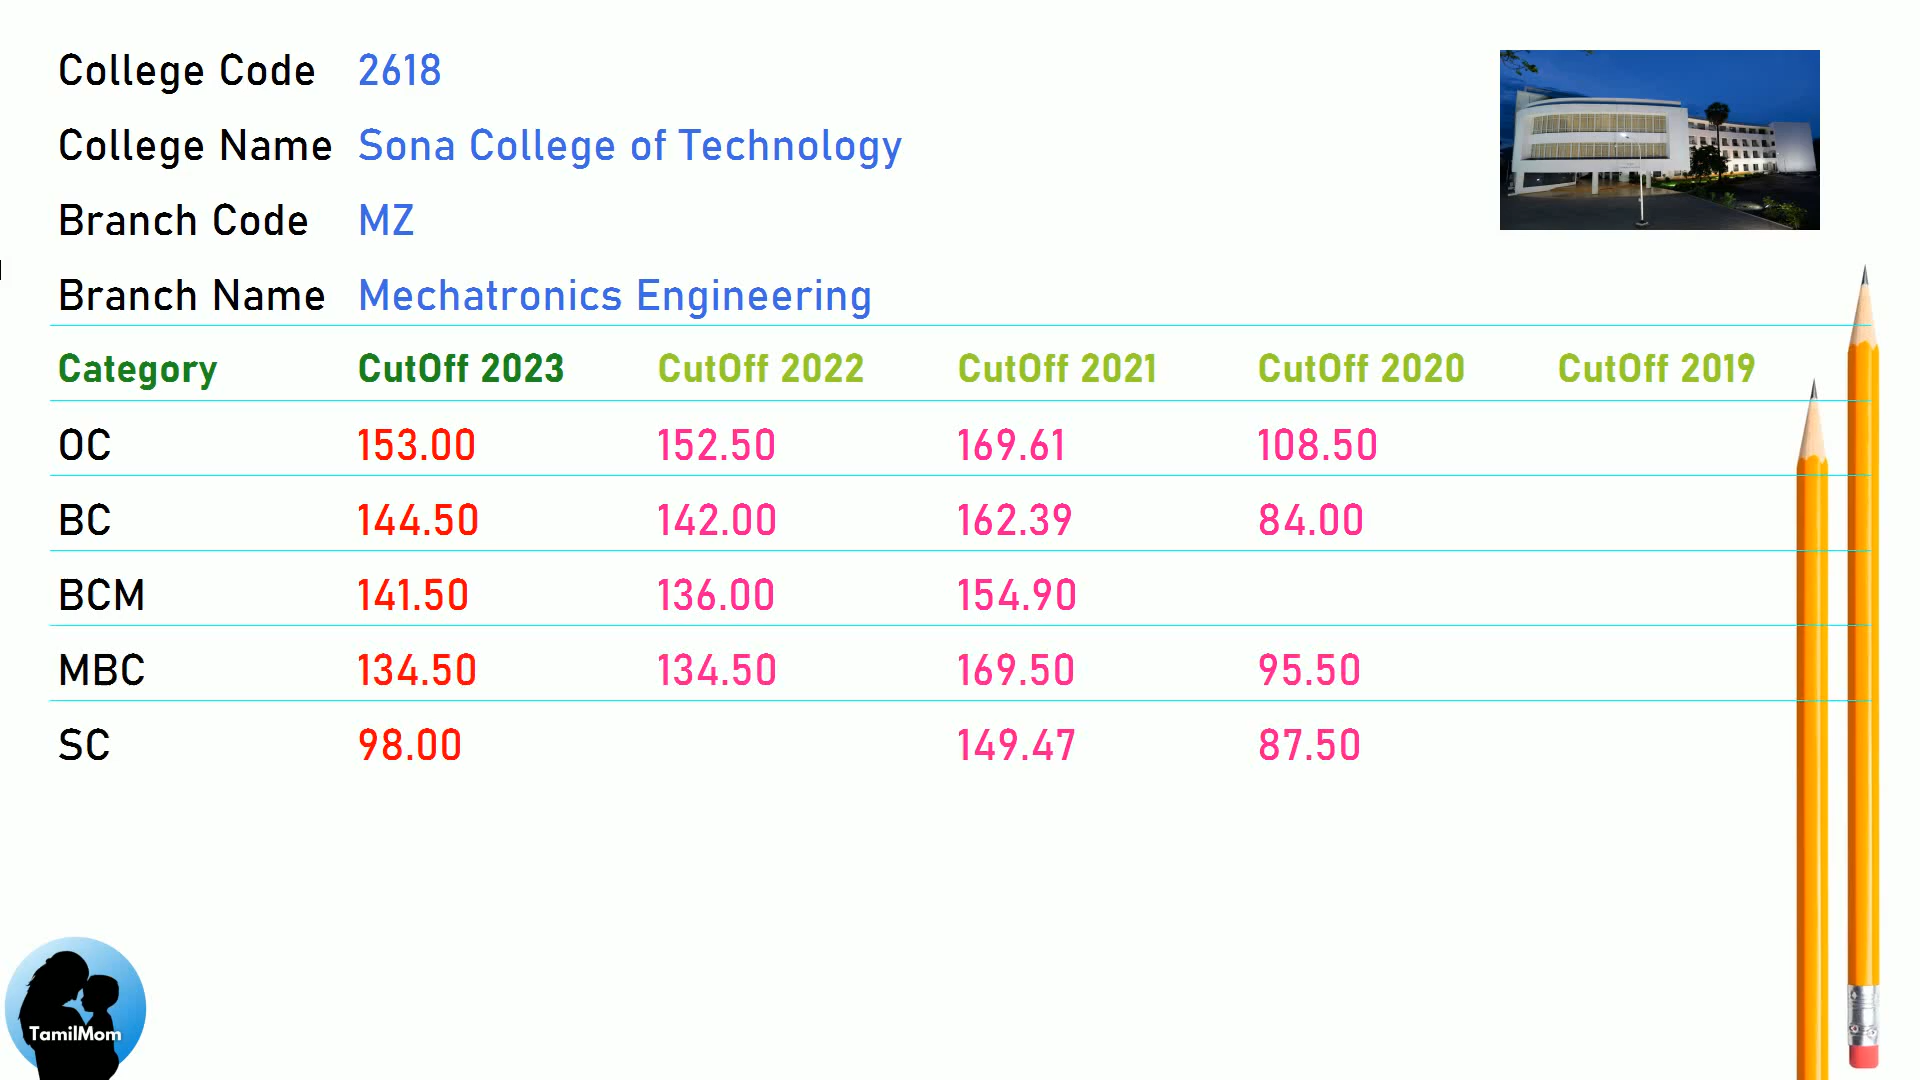 College Code 2618
College Name Sona College of Technology
Branch Code MZ
Branch Name Mechatronics Engineering
Category CutOff 2023 CutOff 2022 CutOff 2021 CutOff 2020 CutOff 2019
OC 153.00 152.50 169.61 108.50
BC 144.50 142.00 162.39 84.00
BCM 141.50 136.00 154.90
MBC 134.50 134.50 169.50 95.50
SC 98.00 149.47 87.50
TamilMom